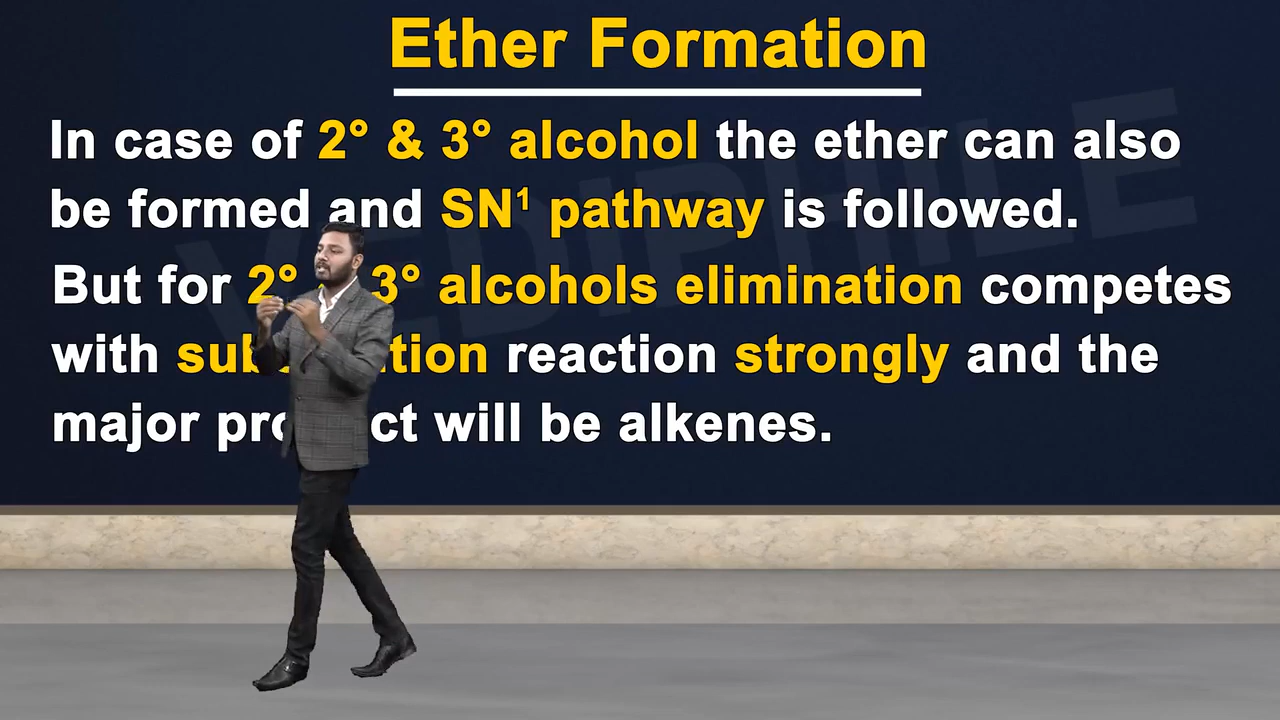 Ether Formation
In case of 2° & 3° alcohol the ether can also
be formed and SN¹ pathway is followed.
But for 2° 3° alcohols elimination competes
with reaction strongly and the
major will be alkenes.
VEDIPHILE